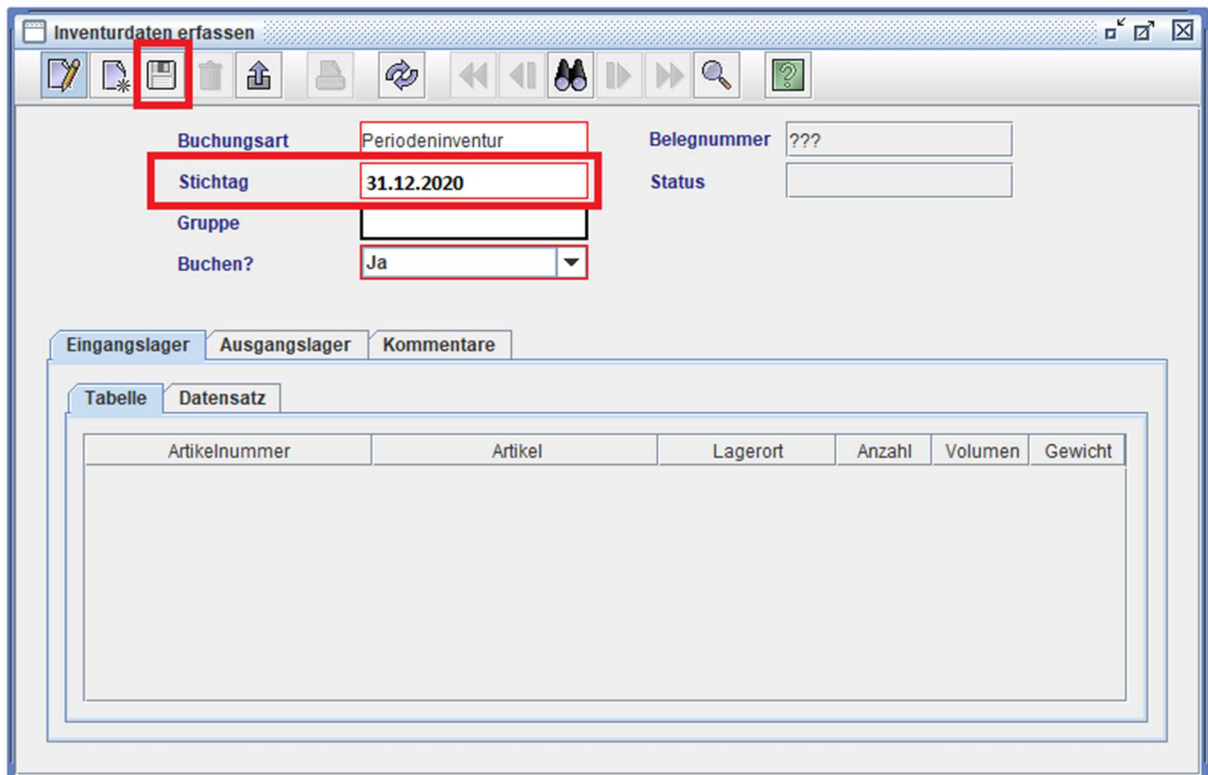 Inventurdaten erfassen
Buchungsart Periodeninventur Belegnummer ???
Stichtag 31.12.2020 Status
Gruppe
Buchen? Ja
Eingangslager Ausgangslager Kommentare
Tabelle Datensatz
Artikelnummer Artikel Lagerort Anzahl Volumen Gewicht